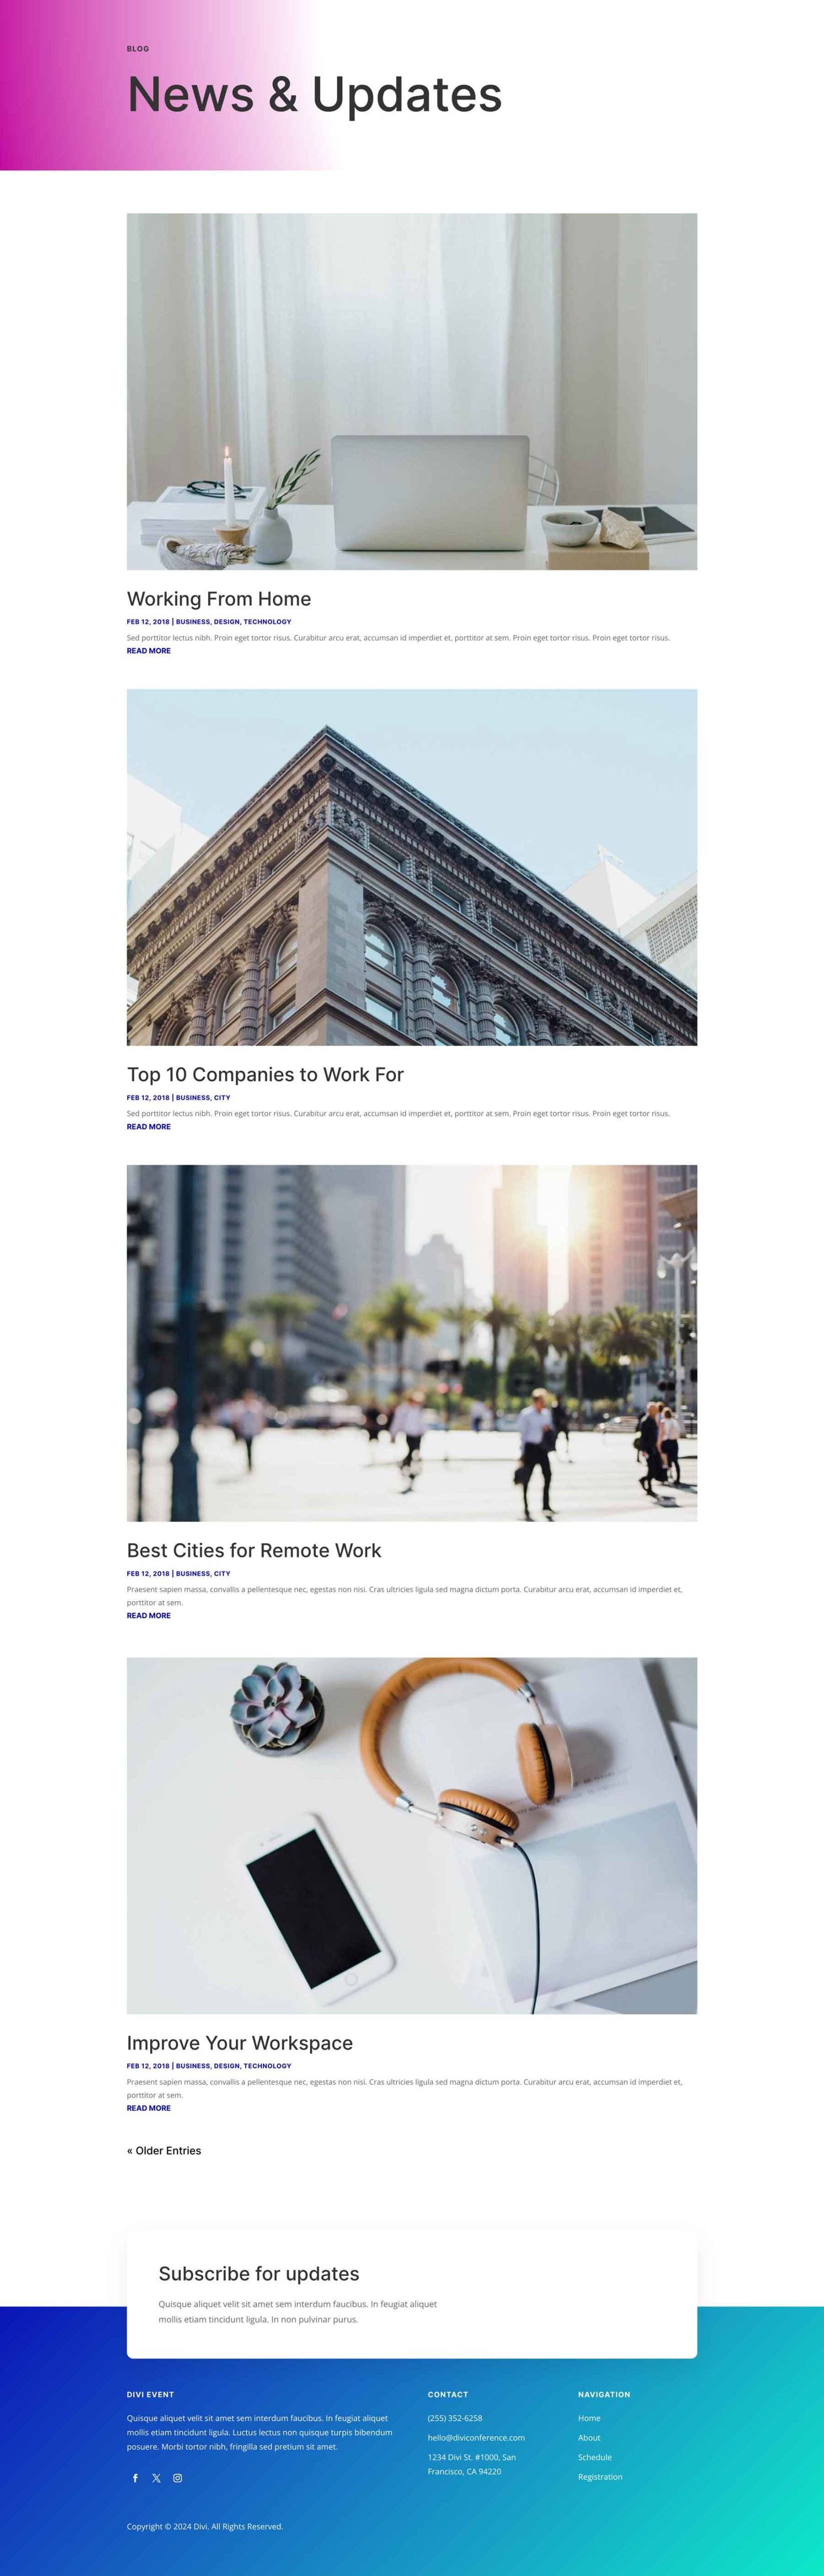 BLOG
News & Updates
Working From Home
FEB 12, 2018 | BUSINESS, DESIGN, TECHNOLOGY
Sed porttitor lectus nibh. Proin eget tortor risus. Curabitur arcu erat, accumsan id imperdiet et, porttitor at sem. Proin eget tortor risus. Proin eget tortor risus.
READ MORE
Top 10 Companies to Work For
FEB 12, 2018 | BUSINESS, CITY
Sed porttitor lectus nibh. Proin eget tortor risus. Curabitur arcu erat, accumsan id imperdiet et, porttitor at sem. Proin eget tortor risus. Proin eget tortor risus.
READ MORE
Best Cities for Remote Work
FEB 12, 2018 | BUSINESS, CITY
Praesent sapien massa, convallis a pellentesque nec, egestas non nisi. Cras ultricies ligula sed magna dictum porta. Curabitur arcu erat, accumsan id imperdiet et,
porttitor at sem.
READ MORE
Improve Your Workspace
FEB 12, 2018 | BUSINESS, DESIGN, TECHNOLOGY
Praesent sapien massa, convallis a pellentesque nec, egestas non nisi. Cras ultricies ligula sed magna dictum porta. Curabitur arcu erat, accumsan id imperdiet et,
porttitor at sem.
READ MORE
« Older Entries
Subscribe for updates
Quisque aliquet velit sit amet sem interdum faucibus. In feugiat aliquet
mollis etiam tincidunt ligula. In non pulvinar purus.
DIVI EVENT
Quisque aliquet velit sit amet sem interdum faucibus. In feugiat aliquet
mollis etiam tincidunt ligula. Luctus lectus non quisque turpis bibendum
posuere. Morbi tortor nibh, fringilla sed pretium sit amet.
CONTACT
(255) 352-6258
hello@diviconference.com
1234 Divi St. #1000, San
Francisco, CA 94220
NAVIGATION
Home
About
Schedule
Registration
Copyright © 2024 Divi. All Rights Reserved.